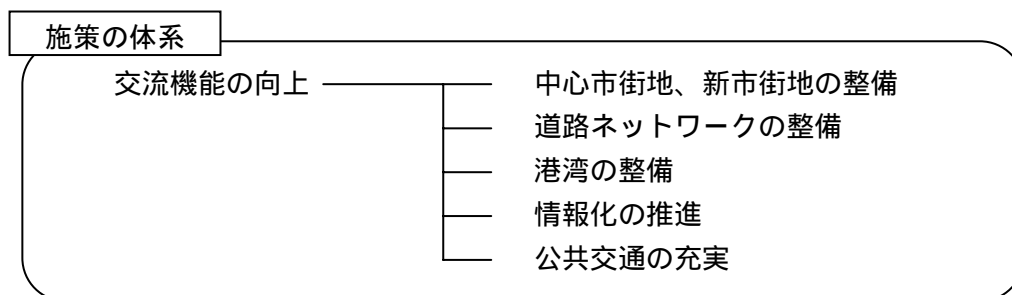 施策の体系
交流機能の向上
中心市街地、新市街地の整備
道路ネットワークの整備
港湾の整備
情報化の推進
公共交通の充実